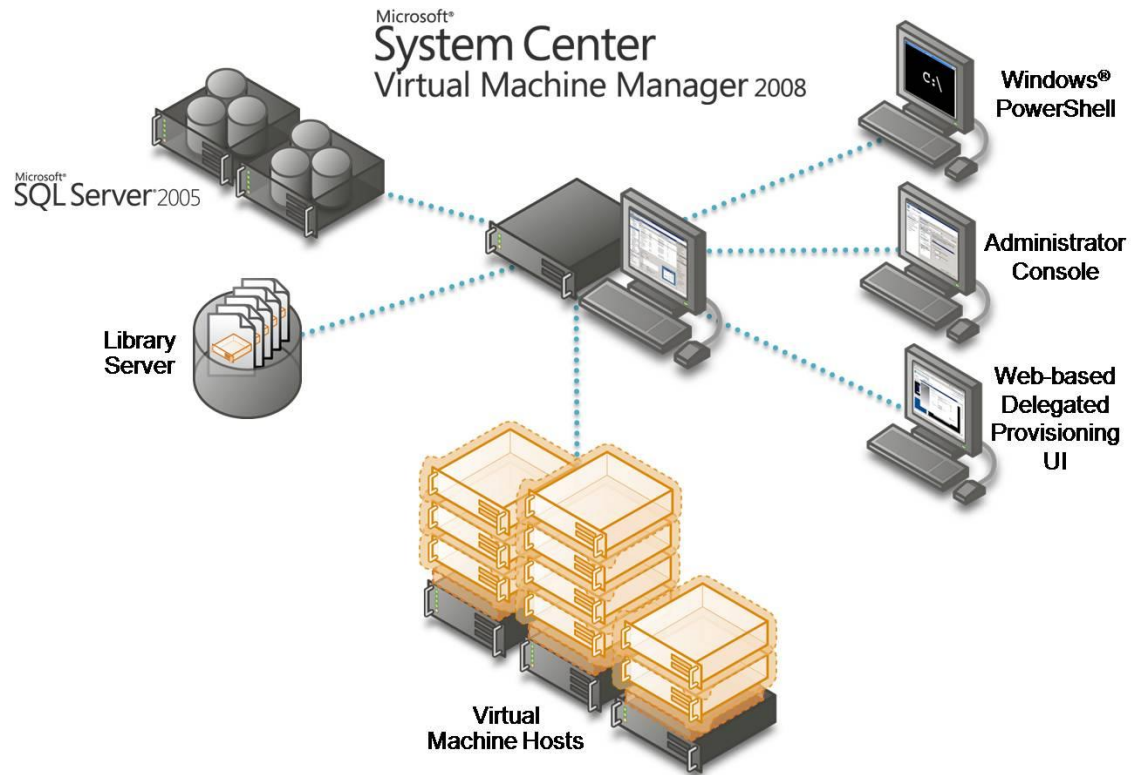 Microsoft®
System Center
Virtual Machine Manager 2008
C:\
Windows®
PowerShell
Microsoft®
SQL Server® 2005
Administrator
Console
Library
Server
Web-based
Delegated
Provisioning
UI
Virtual
Machine Hosts